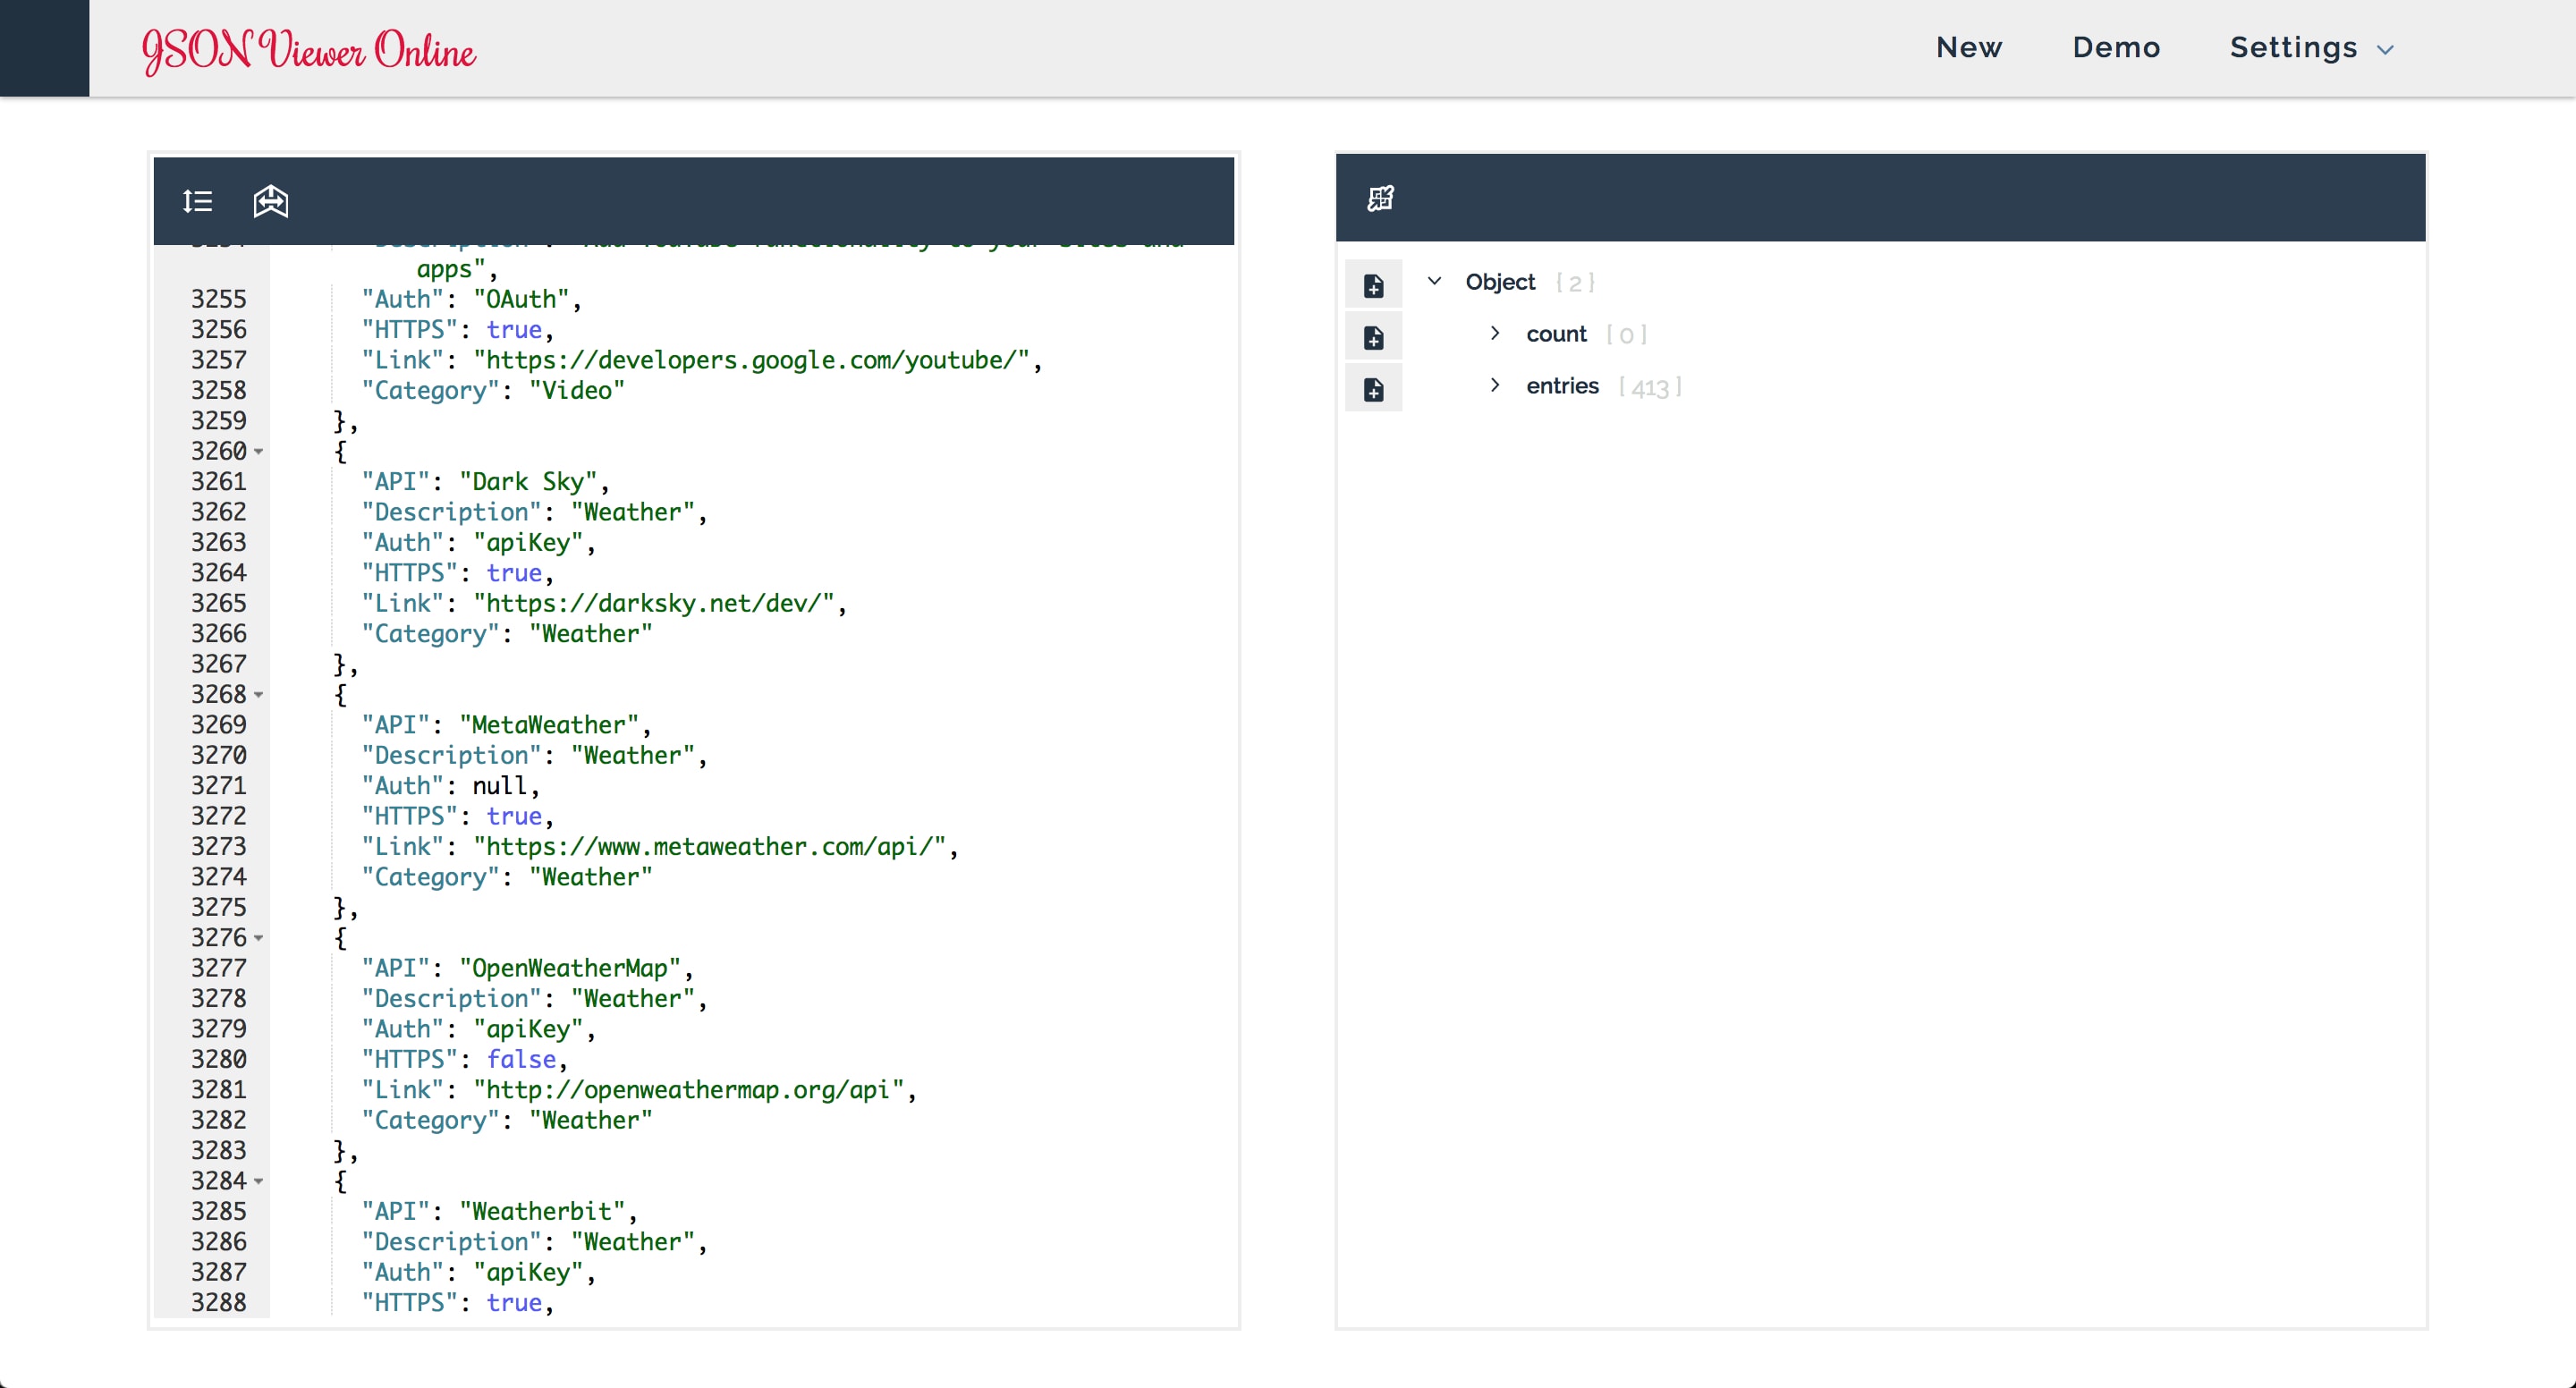 JSON Viewer Online
New
Demo
Settings
apps",
3255 "Auth": "OAuth",
3256 "HTTPS": true,
3257 "Link": "https://developers.google.com/youtube/",
3258 "Category": "Video"
3259 },
3260 {
3261 "API": "Dark Sky",
3262 "Description": "Weather",
3263 "Auth": "apiKey",
3264 "HTTPS": true,
3265 "Link": "https://darksky.net/dev/",
3266 "Category": "Weather"
3267 },
3268 {
3269 "API": "MetaWeather",
3270 "Description": "Weather",
3271 "Auth": null,
3272 "HTTPS": true,
3273 "Link": "https://www.metaweather.com/api/",
3274 "Category": "Weather"
3275 },
3276 {
3277 "API": "OpenWeatherMap",
3278 "Description": "Weather",
3279 "Auth": "apiKey",
3280 "HTTPS": false,
3281 "Link": "http://openweathermap.org/api",
3282 "Category": "Weather"
3283 },
3284 {
3285 "API": "Weatherbit",
3286 "Description": "Weather",
3287 "Auth": "apiKey",
3288 "HTTPS": true,
Object { 2 }
count [ 0 ]
entries [ 413 ]